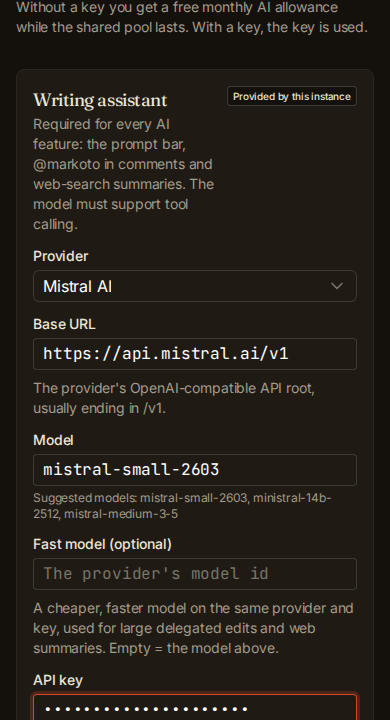 Without a key you get a free monthly AI allowance
while the shared pool lasts. With a key, the key is used.
Writing assistant
Provided by this instance
Required for every AI
feature: the prompt bar,
@markoto in comments and
web-search summaries. The
model must support tool
calling.
Provider
Mistral AI
Base URL
https://api.mistral.ai/v1
The provider's OpenAI-compatible API root,
usually ending in /v1.
Model
mistral-small-2603
Suggested models: mistral-small-2603, ministral-14b-
2512, mistral-medium-3-5
Fast model (optional)
The provider's model id
A cheaper, faster model on the same provider and
key, used for large delegated edits and web
summaries. Empty = the model above.
API key
•••••••••••••••••••••